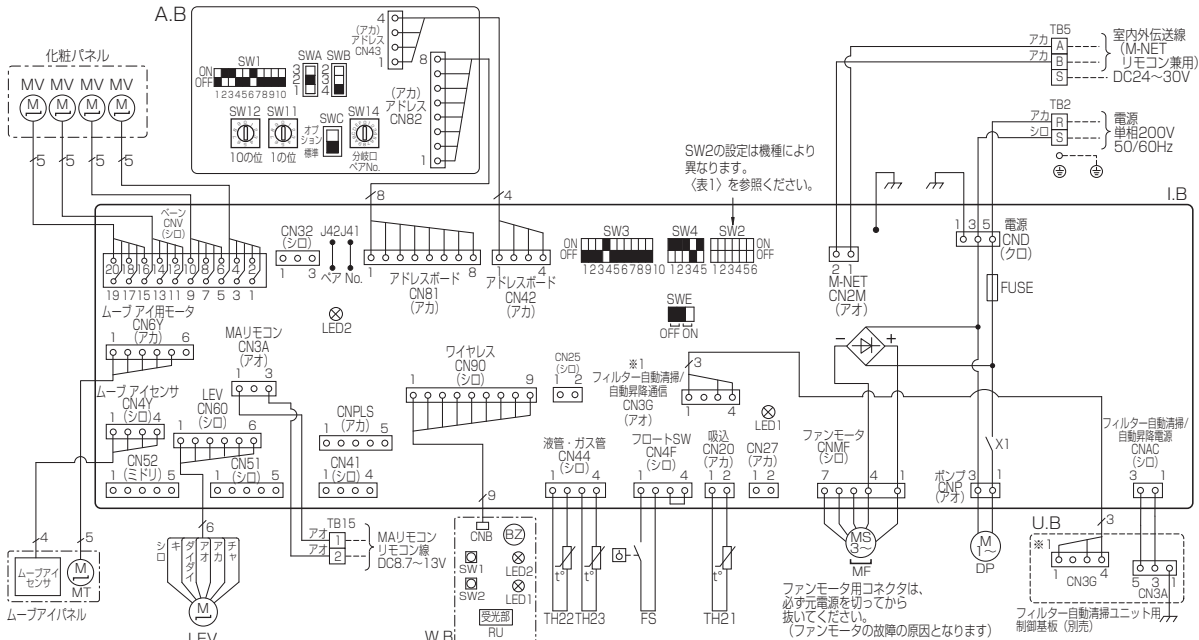 A.B
4
(アカ)
アドレス
CN43
1
SW1
ON
OFF
12345678910
SWA
3
2
1
SWB
2
3
4
8
(アカ)
アドレス
CN82
1
SW12
10の位
SW11
1の位
SWC
オプ
ション
標準
SW14
分岐口
ペアNo.
化粧パネル
MV MV MV MV
M M M M
5 5 5 5
8
4
SW2の設定は機種により
異なります。
〈表1〉を参照ください。
TB5
アカ A
アカ B
S
室内外伝送線
(M-NET
リモコン兼用)
DC24~30V
TB2
アカ R
シロ S
電源
単相200V
50/60Hz
I.B
ベーン
CNV
(シロ)
20 18 16 14 12 10 8 6 4 2
19 17 15 13 11 9 7 5 3 1
CN32
(シロ)
1 3
J42 J41
ペア No.
LED2
1 8
アドレスボード
CN81
(アカ)
1 4
アドレスボード
CN42
(アカ)
SW3
ON
OFF
12345678910
SW4
12345
SW2
ON
OFF
123456
SWE
OFF ON
2 1
M-NET
CN2M
(アオ)
1 3 5
電源
CND
(クロ)
FUSE
ムーブ アイ用モータ
CN6Y
(アカ)
1 6
MAリモコン
CN3A
(アオ)
1 3
ワイヤレス
CN90
(シロ)
1 9
CN25
(シロ)
1 2
※1
フィルター自動清掃/
自動昇降通信
CN3G
(アオ)
3
1 4
LED1
- +
ムーブ アイセンサ
CN4Y
(シロ)
1 4
LEV
CN60
(シロ)
1 6
CNPLS
(アカ)
1 5
CN52
(ミドリ)
1 5
CN51
(シロ)
1 5
CN41
(シロ)
1 4
液管・ガス管
CN44
(シロ)
1 4
フロートSW
CN4F
(シロ)
1 4
吸込
CN20
(アカ)
1 2
CN27
(アカ)
1 2
ファンモータ
CNMF
(シロ)
7 4 1
X1
ポンプ
CNP
(アオ)
3 1
フィルター自動清掃/
自動昇降電源
CNAC
(シロ)
3 1
4
5
ムーブアイ
センサ
M
MT
ムーブアイパネル
6
シロ
キ
ダイダイ
アオ
アカ
チャ
M
LEV
TB15
アオ 1
アオ 2
MAリモコン
リモコン線
DC8.7~13V
9
CNB
BZ
SW1
SW2
LED2
LED1
受光部
RU
W.B
t°
t°
TH22 TH23
FS
t°
TH21
MS
3~
MF
M
1~
DP
ファンモータ用コネクタは、
必ず元電源を切ってから
抜いてください。
(ファンモータの故障の原因となります)
3
U.B
※1
1 4
CN3G
5 3 1
CN3A
フィルター自動清掃ユニット用
制御基板(別売)